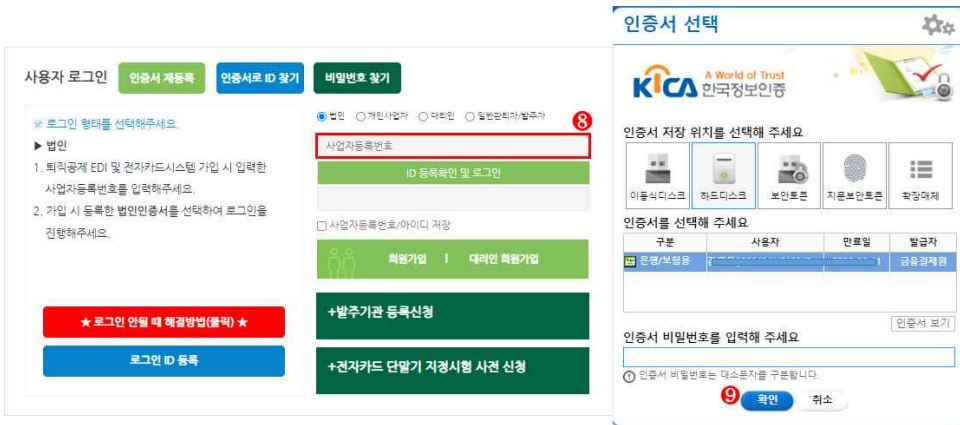 사용자 로그인
인증서 재등록
인증서로 ID 찾기
비밀번호 찾기
※ 로그인 형태를 선택해주세요.
▶ 법인
1. 퇴직공제 EDI 및 전자카드시스템 가입 시 입력한
사업자등록번호를 입력해주세요.
2. 가입 시 등록한 법인인증서를 선택하여 로그인을
진행해주세요.
★ 로그인 안될 때 해결방법(클릭) ★
로그인 ID 등록
법인 개인사업자 대리인 일반관리자/발주자
8
사업자등록번호
ID 등록확인 및 로그인
사업자등록번호/아이디 저장
회원가입 | 대리인 회원가입
+발주기관 등록신청
+전자카드 단말기 지정시험 사전 신청
인증서 선택
KICA A World of Trust
한국정보인증
인증서 저장 위치를 선택해 주세요
이동식디스크 하드디스크 보안토큰 지문보안토큰 확장매체
인증서를 선택해 주세요
구분 사용자 만료일 발급자
은행/보험용 금융결제원
인증서 보기
인증서 비밀번호를 입력해 주세요
인증서 비밀번호는 대소문자를 구분합니다.
9
확인 취소